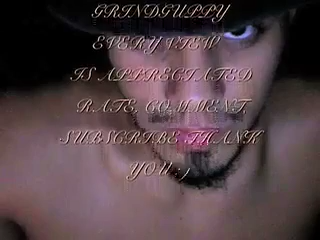 GRINDGUPPY
EVERY VIEW
IS APPRECIATED
RATE, COMMENT
SUBSCRIBE THANK
YOU : )